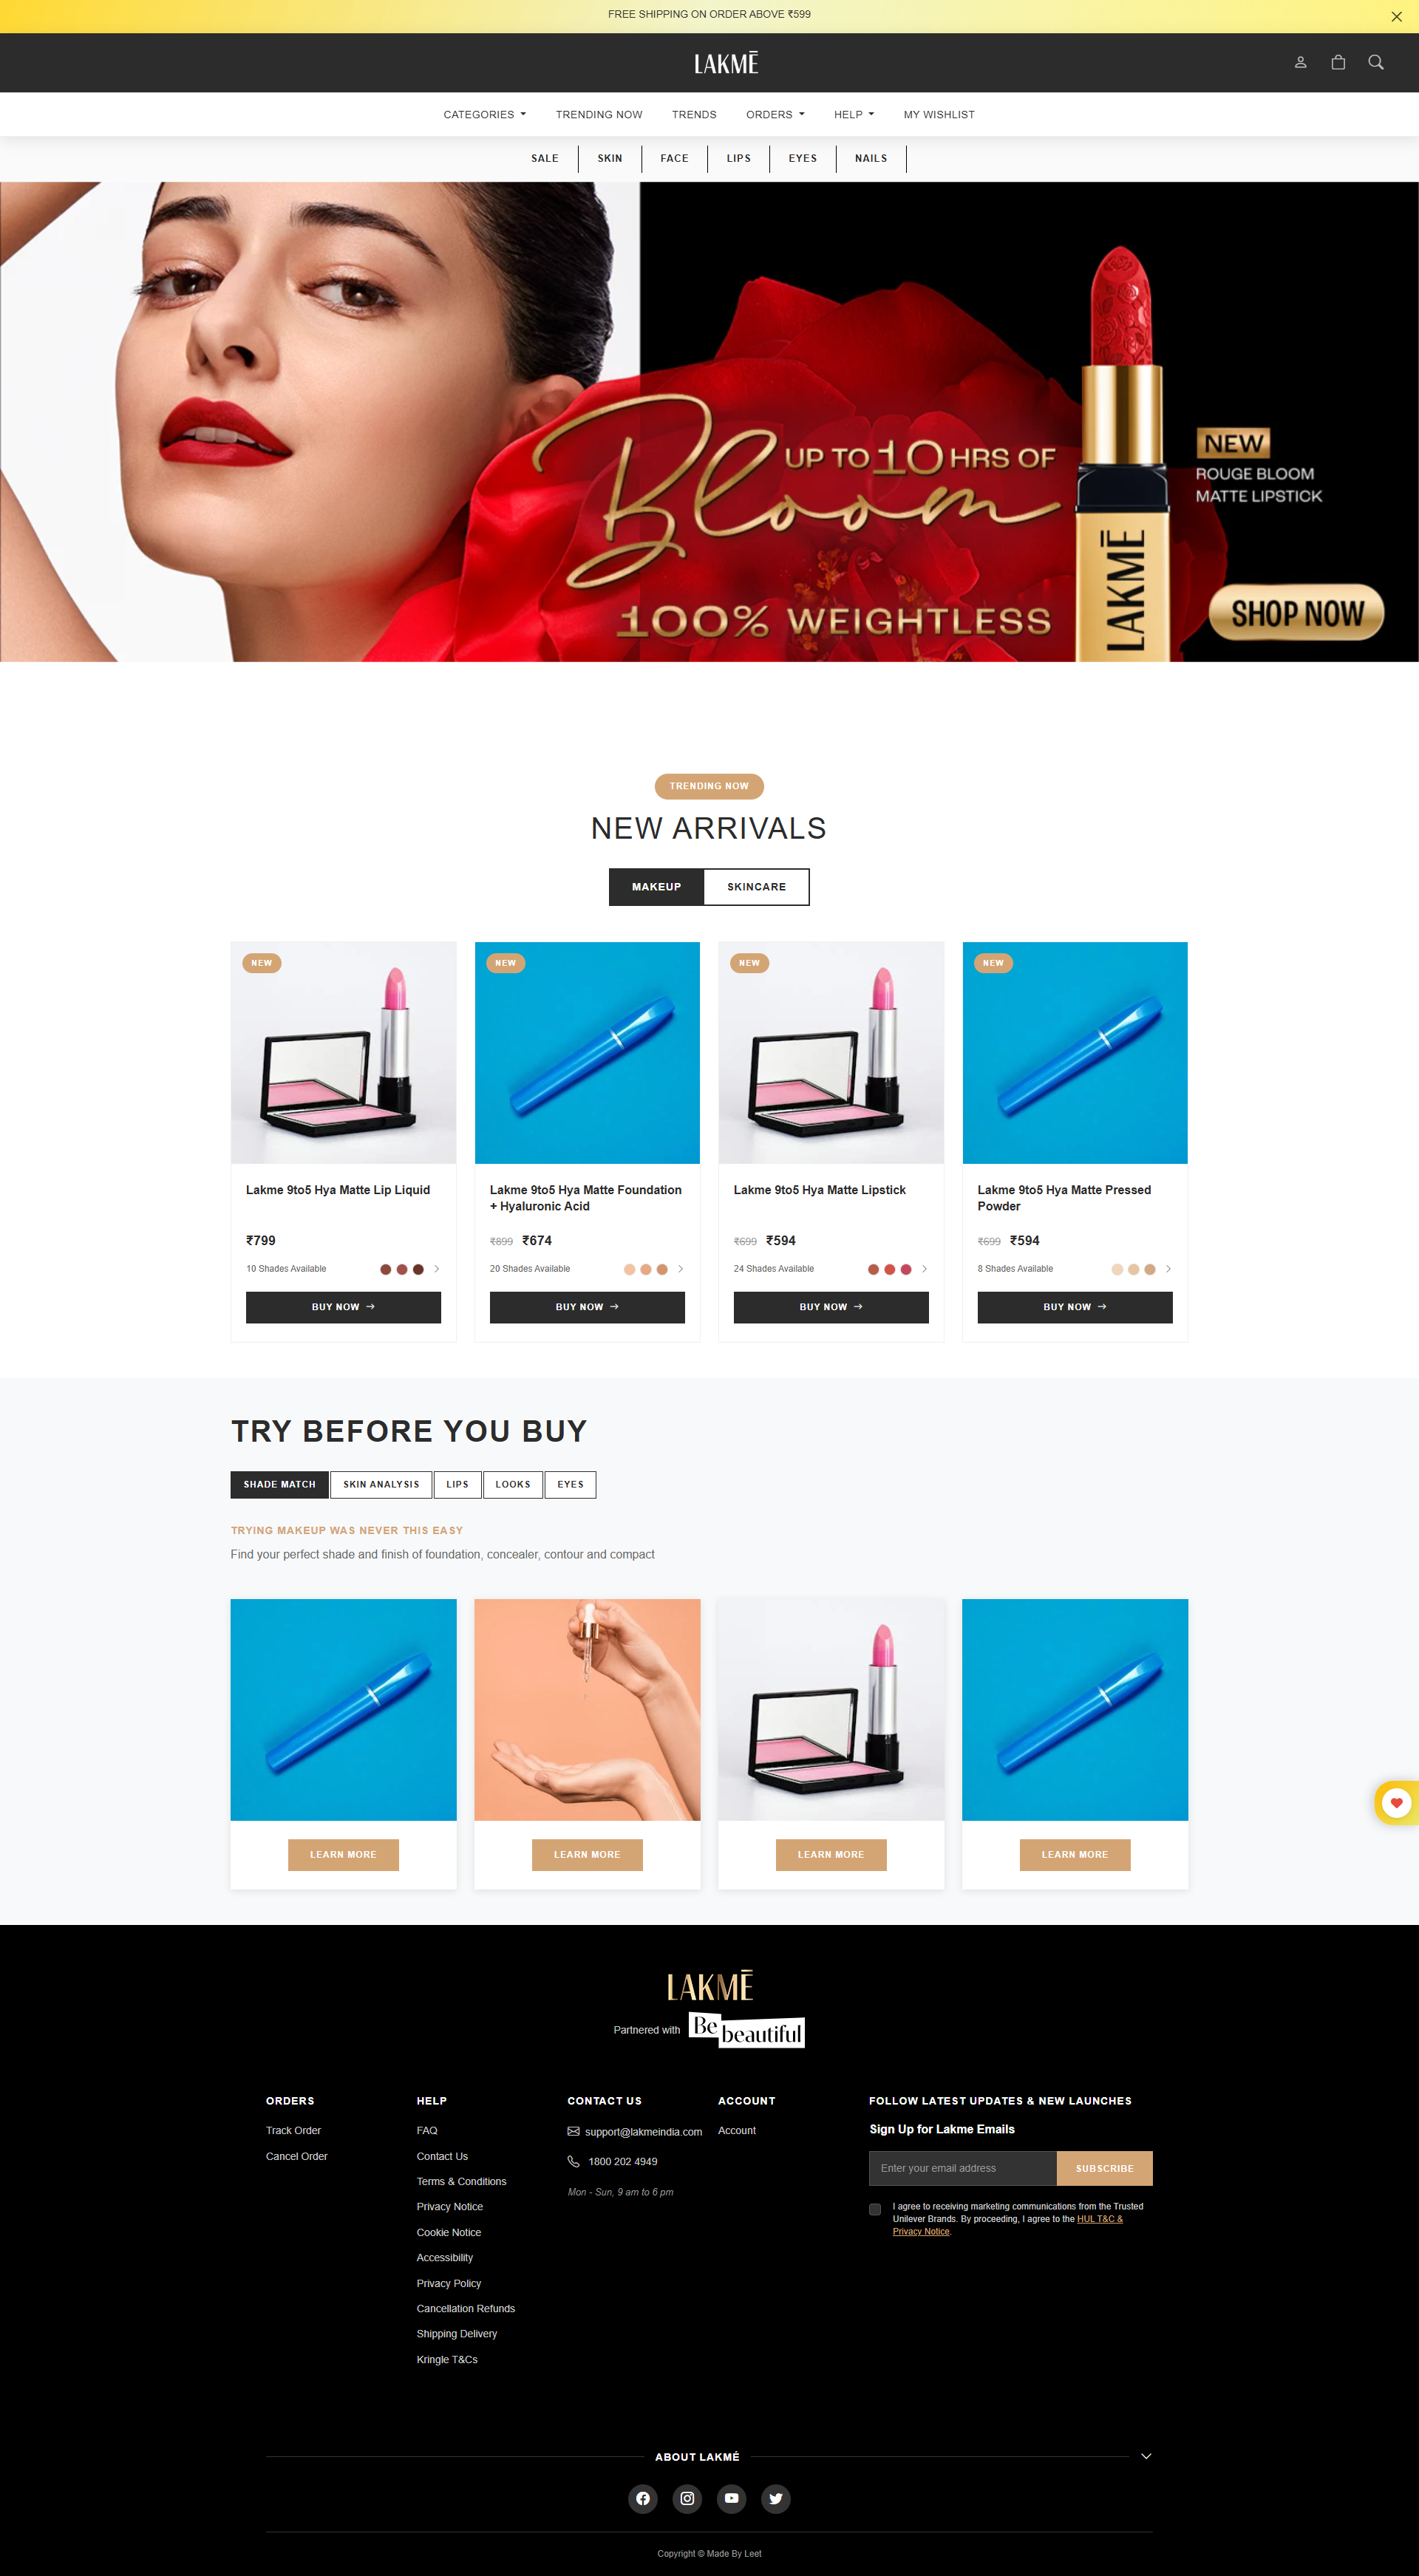 FREE SHIPPING ON ORDER ABOVE ₹599
LAKMĒ
CATEGORIES
TRENDING NOW
TRENDS
ORDERS
HELP
MY WISHLIST
SALE
SKIN
FACE
LIPS
EYES
NAILS
UP TO 10 HRS OF
Bloom
100% WEIGHTLESS
LAKMĒ
NEW
ROUGE BLOOM
MATTE LIPSTICK
SHOP NOW
TRENDING NOW
NEW ARRIVALS
MAKEUP
SKINCARE
NEW
NEW
NEW
NEW
Lakme 9to5 Hya Matte Lip Liquid
₹799
10 Shades Available
BUY NOW
Lakme 9to5 Hya Matte Foundation
+ Hyaluronic Acid
₹899 ₹674
20 Shades Available
BUY NOW
Lakme 9to5 Hya Matte Lipstick
₹699 ₹594
24 Shades Available
BUY NOW
Lakme 9to5 Hya Matte Pressed
Powder
₹699 ₹594
8 Shades Available
BUY NOW
TRY BEFORE YOU BUY
SHADE MATCH
SKIN ANALYSIS
LIPS
LOOKS
EYES
TRYING MAKEUP WAS NEVER THIS EASY
Find your perfect shade and finish of foundation, concealer, contour and compact
LEARN MORE
LEARN MORE
LEARN MORE
LEARN MORE
LAKMĒ
Partnered with Be beautiful
ORDERS
Track Order
Cancel Order
HELP
FAQ
Contact Us
Terms & Conditions
Privacy Notice
Cookie Notice
Accessibility
Privacy Policy
Cancellation Refunds
Shipping Delivery
Kringle T&Cs
CONTACT US
support@lakmeindia.com
1800 202 4949
Mon - Sun, 9 am to 6 pm
ACCOUNT
Account
FOLLOW LATEST UPDATES & NEW LAUNCHES
Sign Up for Lakme Emails
Enter your email address
SUBSCRIBE
I agree to receiving marketing communications from the Trusted
Unilever Brands. By proceeding, I agree to the HUL T&C &
Privacy Notice.
ABOUT LAKMÉ
Copyright © Made By Leet